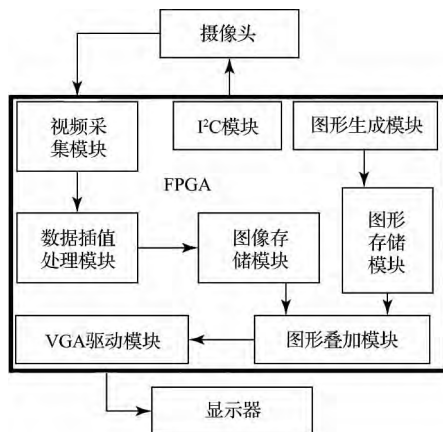 摄像头
视频采
集模块
I²C模块
图形生成模块
FPGA
数据插值
处理模块
图像存
储模块
图形
存储
模块
VGA驱动模块
图形叠加模块
显示器